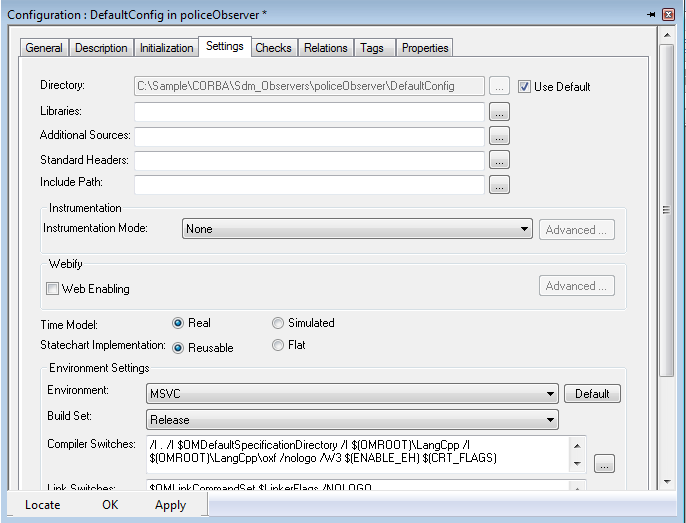 Configuration : DefaultConfig in policeObserver *
General Description Initialization Settings Checks Relations Tags Properties
Directory: C:\Sample\CORBA\Sdm_Observers\policeObserver\DefaultConfig ... Use Default
Libraries: ...
Additional Sources: ...
Standard Headers: ...
Include Path: ...
Instrumentation
Instrumentation Mode: None Advanced ...
Webify
Web Enabling Advanced ...
Time Model: Real Simulated
Statechart Implementation: Reusable Flat
Environment Settings
Environment: MSVC Default
Build Set: Release
Compiler Switches: /I . /I $OMDefaultSpecificationDirectory /I $(OMROOT)\LangCpp /I
$(OMROOT)\LangCpp\oxf /nologo /W3 $(ENABLE_EH) $(CRT_FLAGS) ...
Link Switches: $OMLinkCommandSet $LinkerFlags /NOLOGO
Locate OK Apply